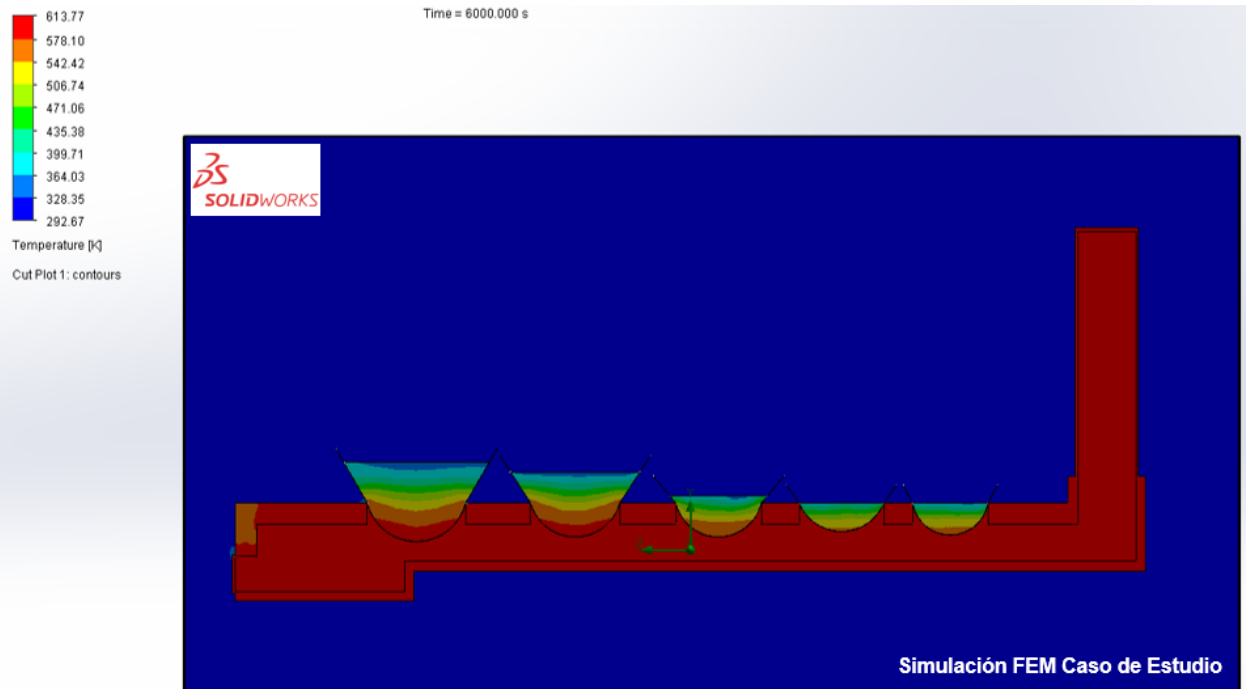 613.77
Time = 6000.000 s
578.10
542.42
506.74
471.06
435.38
399.71
364.03
328.35
292.67
Temperature [K]
Cut Plot 1: contours
SOLIDWORKS
Simulación FEM Caso de Estudio